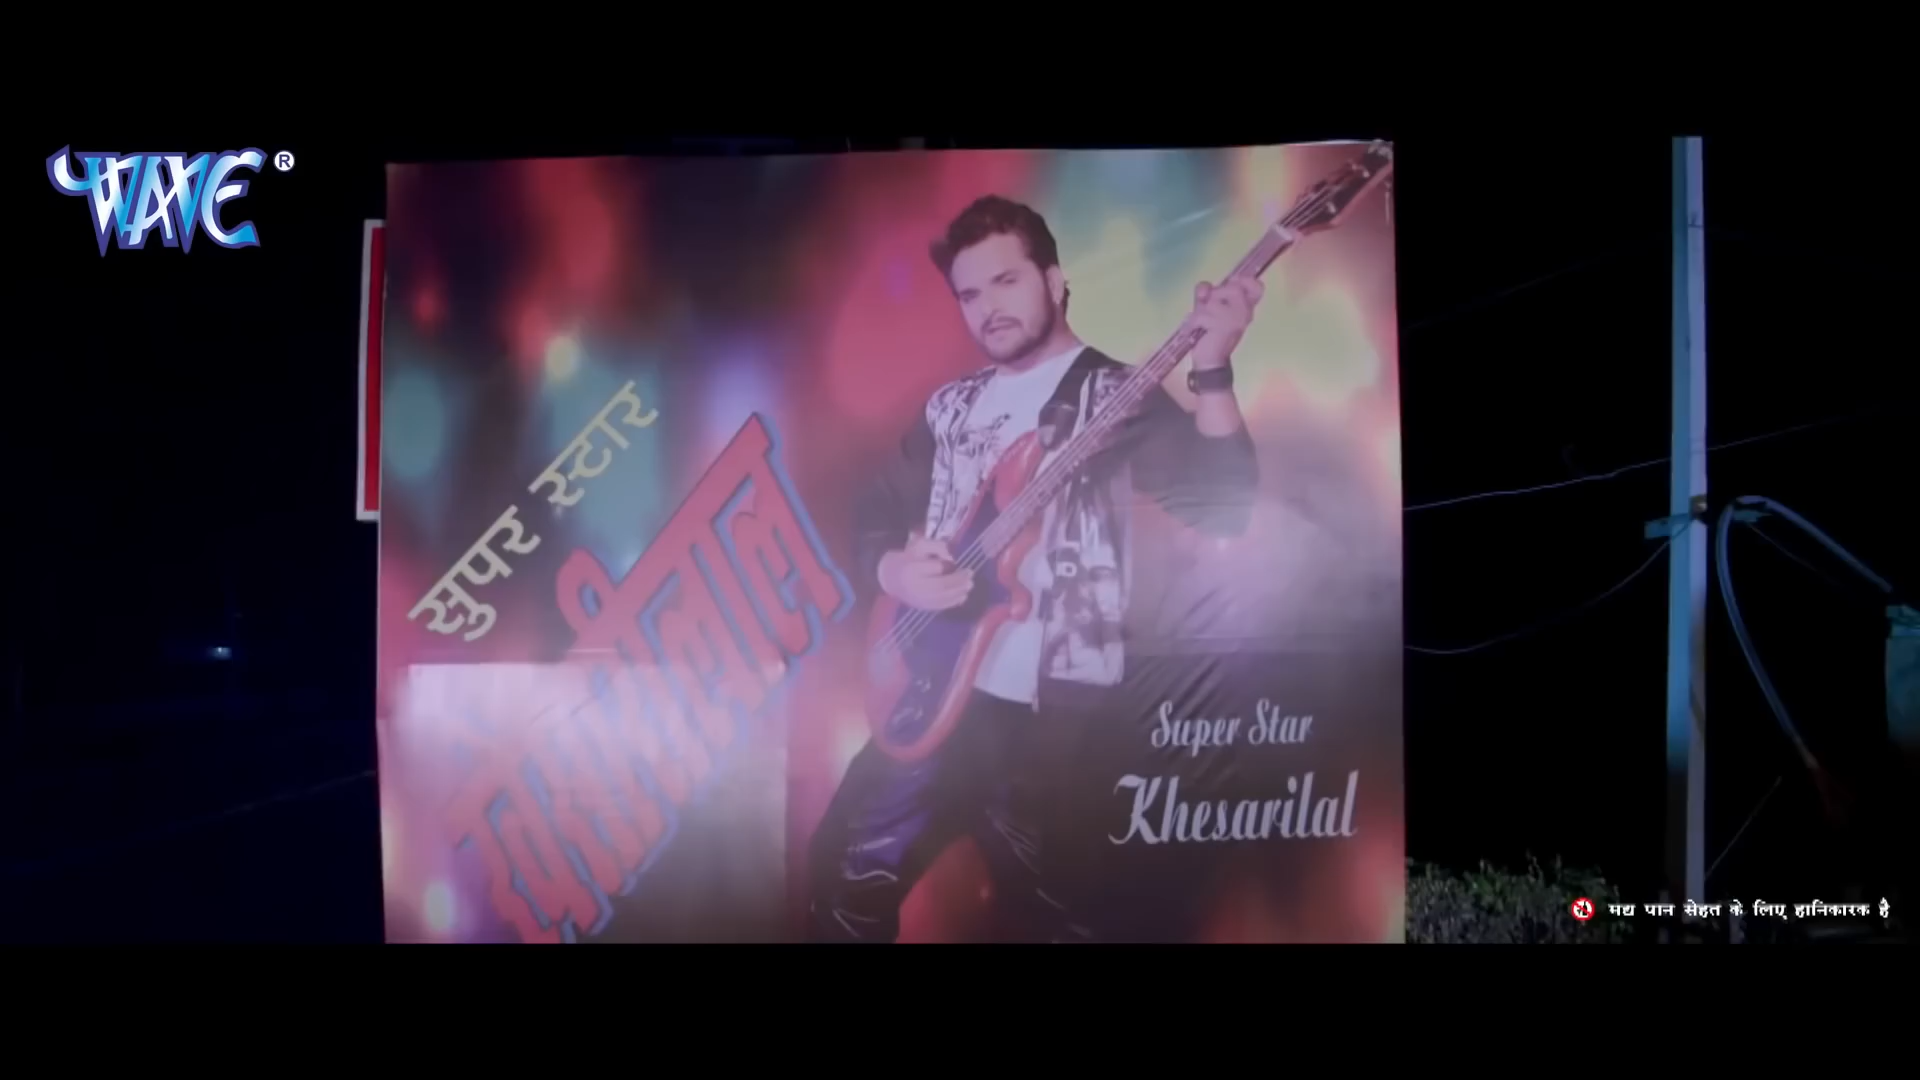 WAVE®
सुपर स्टार
खेसारीलाल
Super Star
Khesarilal
मद्य पान सेहत के लिए हानिकारक है